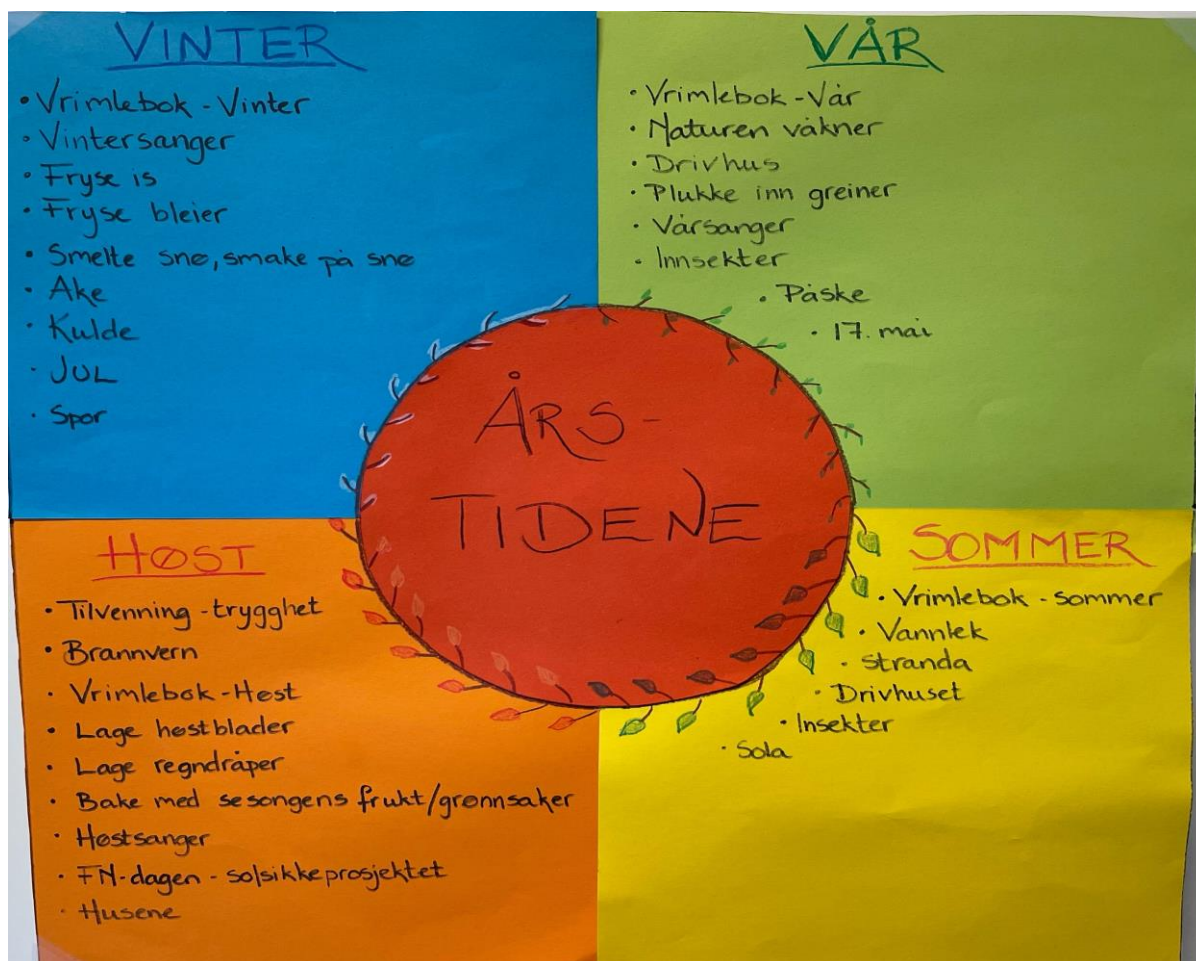 VINTER
• Vrimlebok - Vinter
• Vintersanger
• Fryse is
• Fryse bleier
• Smelte snø, smake på snø
• Ake
• Kulde
• JUL
• Spor
VÅR
• Vrimlebok - Vår
• Naturen våkner
• Drivhus
• Plukke inn greiner
• Vårsanger
• Innsekter
• Påske
• 17. mai
ÅRS-
TIDENE
HØST
• Tilvenning - trygghet
• Brannvern
• Vrimlebok - Høst
• Lage høstblader
• Lage regndråper
• Bake med sesongens frukt/grønnsaker
• Høstsanger
• FN-dagen - solsikkeprosjektet
• Husene
SOMMER
• Vrimlebok - sommer
• Vannlek
• Stranda
• Drivhuset
• Insekter
• Sola